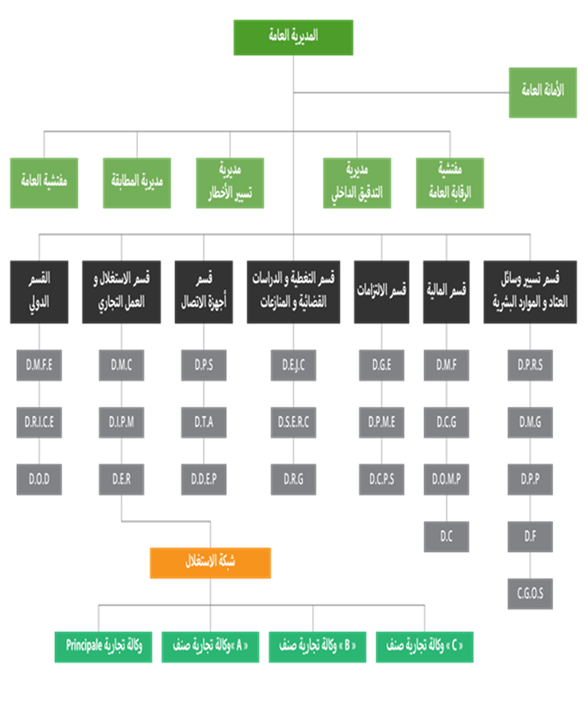 المديرية العامة
الأمانة العامة
مفتشية
الرقابة العامة
مديرية
التدقيق الداخلي
مديرية
تسيير الأخطار
مديرية المطابقة
مفتشية العامة
قسم تسيير وسائل
العتاد و الموارد البشرية
قسم المالية
قسم الالتزامات
قسم التغطية و الدراسات
القضائية و المنازعات
قسم
أجهزة الاتصال
قسم الاستغلال و
العمل التجاري
القسم
الدولي
D.P.R.S
D.M.F
D.G.E
D.E.J.C
D.P.S
D.M.C
D.M.F.E
D.M.G
D.C.G
D.P.M.E
D.S.E.R.C
D.T.A
D.I.P.M
D.R.I.C.E
D.P.P
D.O.M.P
D.C.P.S
D.R.G
D.D.E.P
D.E.R
D.O.D
D.F
D.C
C.G.O.S
شبكة الاستغلال
وكالة تجارية صنف « C »
وكالة تجارية صنف « B »
وكالة تجارية صنف« A »
وكالة تجارية Principale